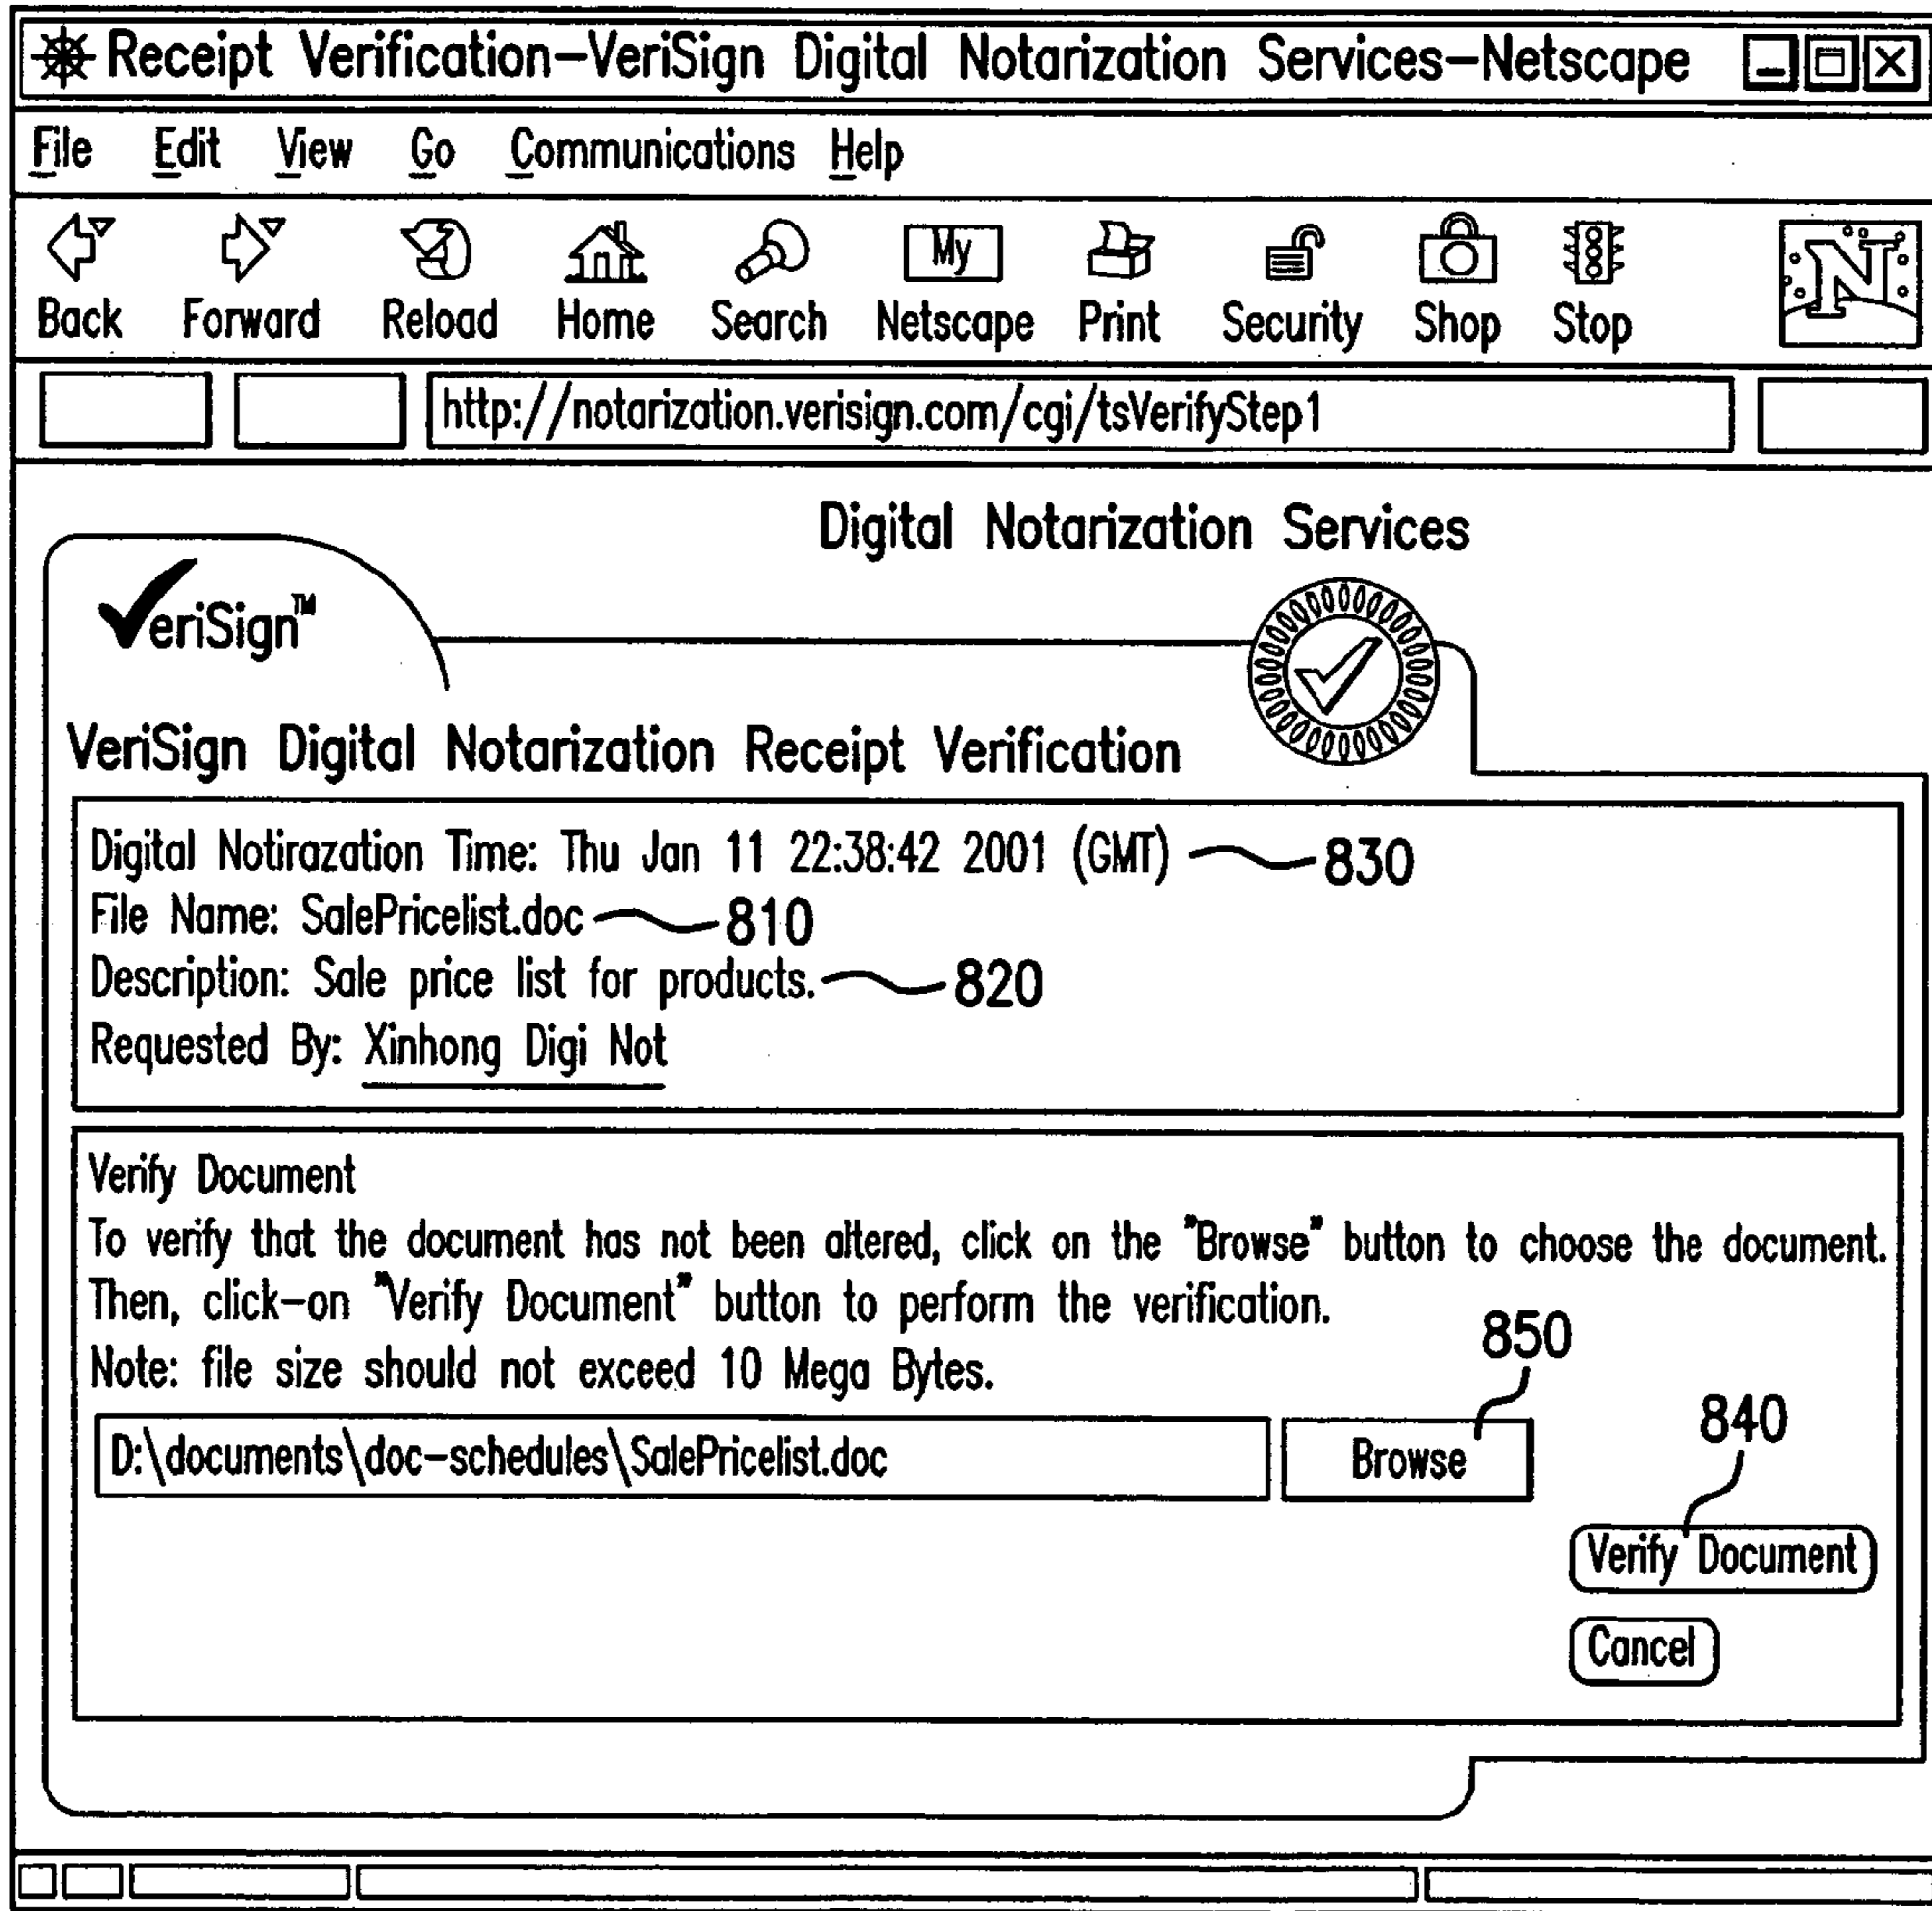 Receipt Verification–VeriSign Digital Notarization Services–Netscape
File Edit View Go Communications Help
My
Back Forward Reload Home Search Netscape Print Security Shop Stop
N
http://notarization.verisign.com/cgi/tsVerifyStep1
Digital Notarization Services
VeriSign™
VeriSign Digital Notarization Receipt Verification
Digital Notirazation Time: Thu Jan 11 22:38:42 2001 (GMT) 830
File Name: SalePricelist.doc 810
Description: Sale price list for products. 820
Requested By: Xinhong Digi Not
Verify Document
To verify that the document has not been altered, click on the "Browse" button to choose the document.
Then, click–on "Verify Document" button to perform the verification.
Note: file size should not exceed 10 Mega Bytes.
850
D:\documents\doc–schedules\SalePricelist.doc Browse
840
Verify Document
Cancel